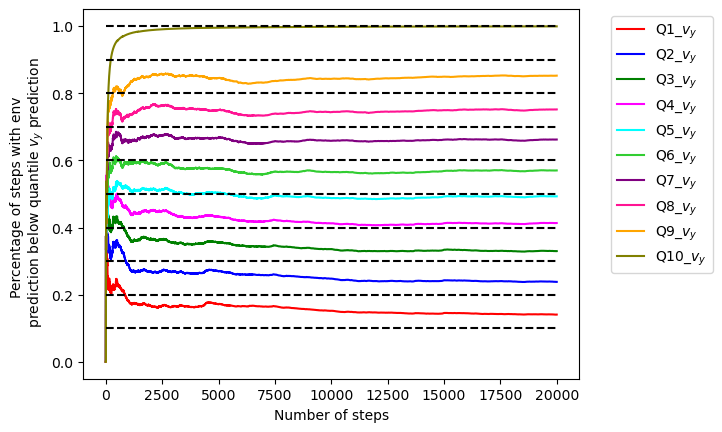 Percentage of steps with env
prediction below quantile v_y prediction
1.0
0.8
0.6
0.4
0.2
0.0
0 2500 5000 7500 10000 12500 15000 17500 20000
Number of steps
Q1_v_y
Q2_v_y
Q3_v_y
Q4_v_y
Q5_v_y
Q6_v_y
Q7_v_y
Q8_v_y
Q9_v_y
Q10_v_y